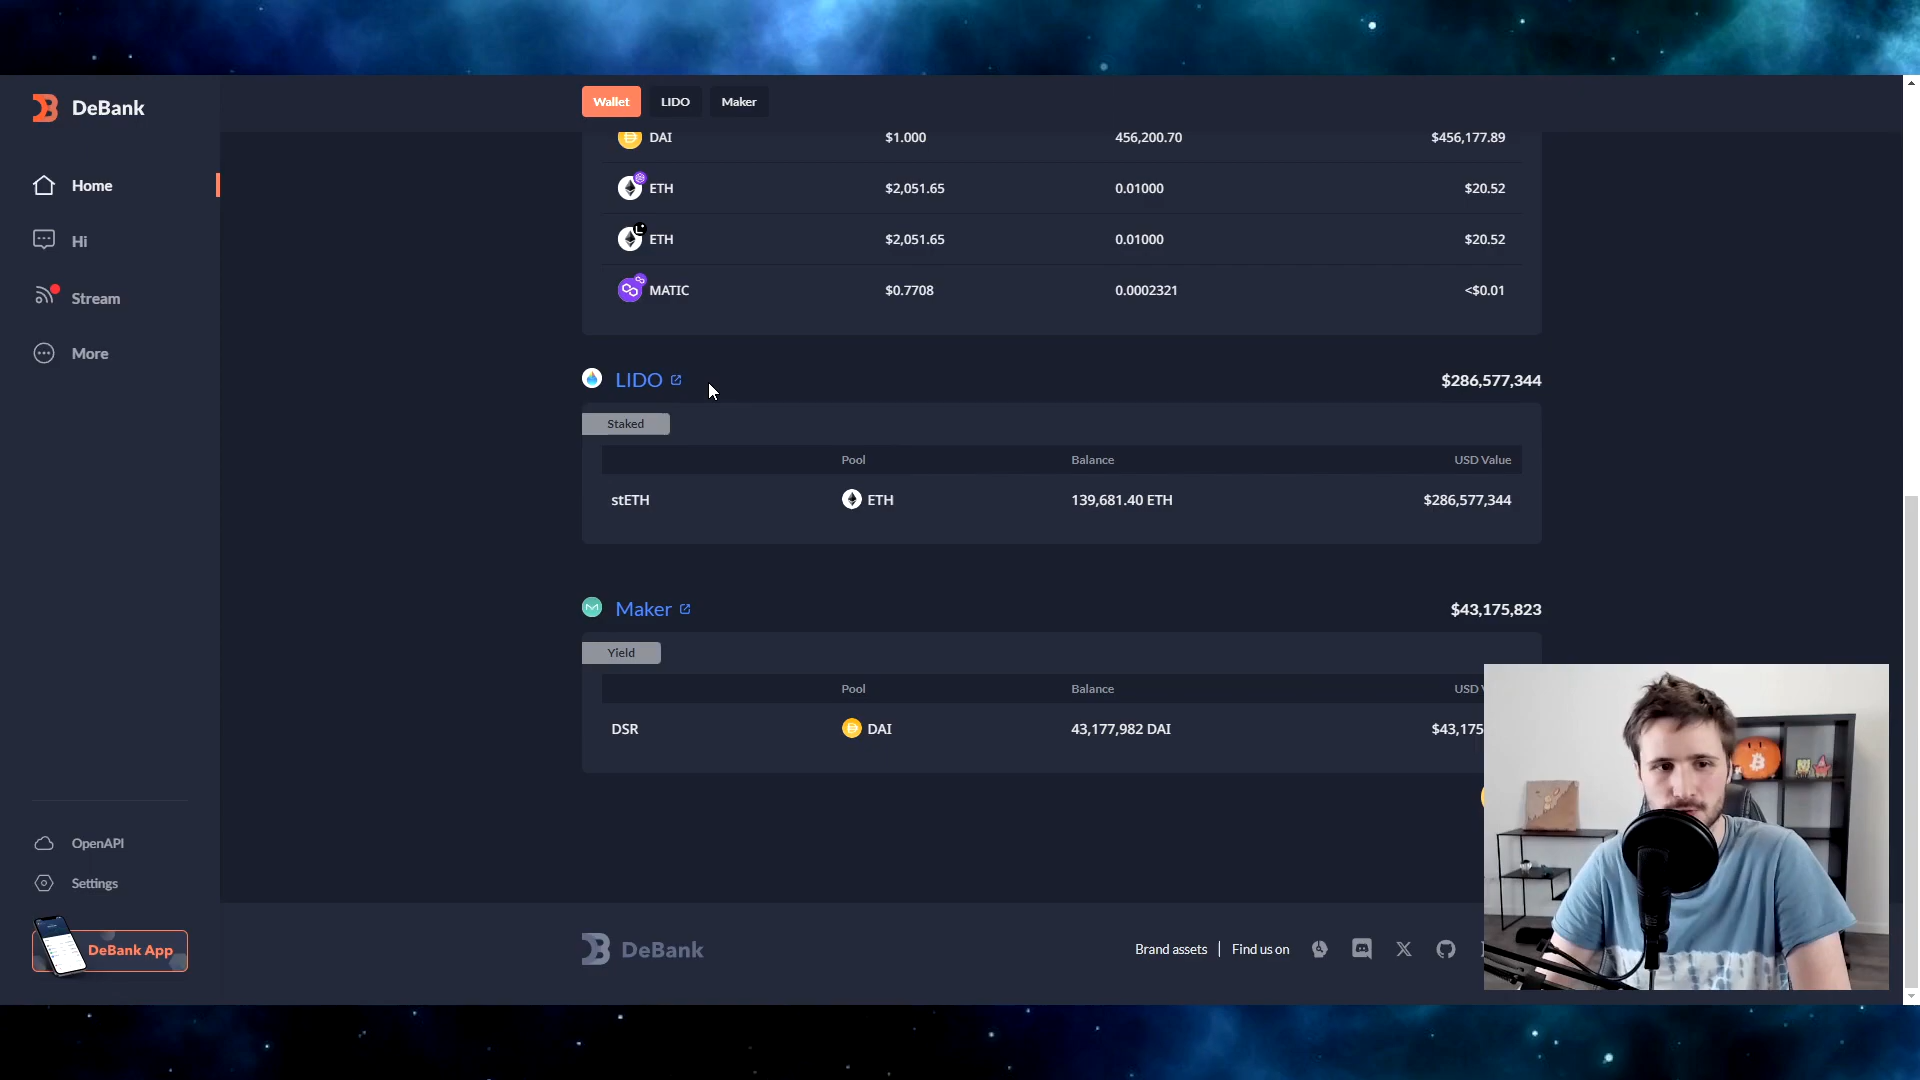 DeBank
Home
Hi
Stream
More
OpenAPI
Settings
DeBank App
Wallet LIDO Maker
DAI $1.000 456,200.70 $456,177.89
ETH $2,051.65 0.01000 $20.52
ETH $2,051.65 0.01000 $20.52
MATIC $0.7708 0.0002321 <$0.01
LIDO $286,577,344
Staked
Pool Balance USD Value
stETH ETH 139,681.40 ETH $286,577,344
Maker $43,175,823
Yield
Pool Balance USD
DSR DAI 43,177,982 DAI $43,175
DeBank Brand assets | Find us on